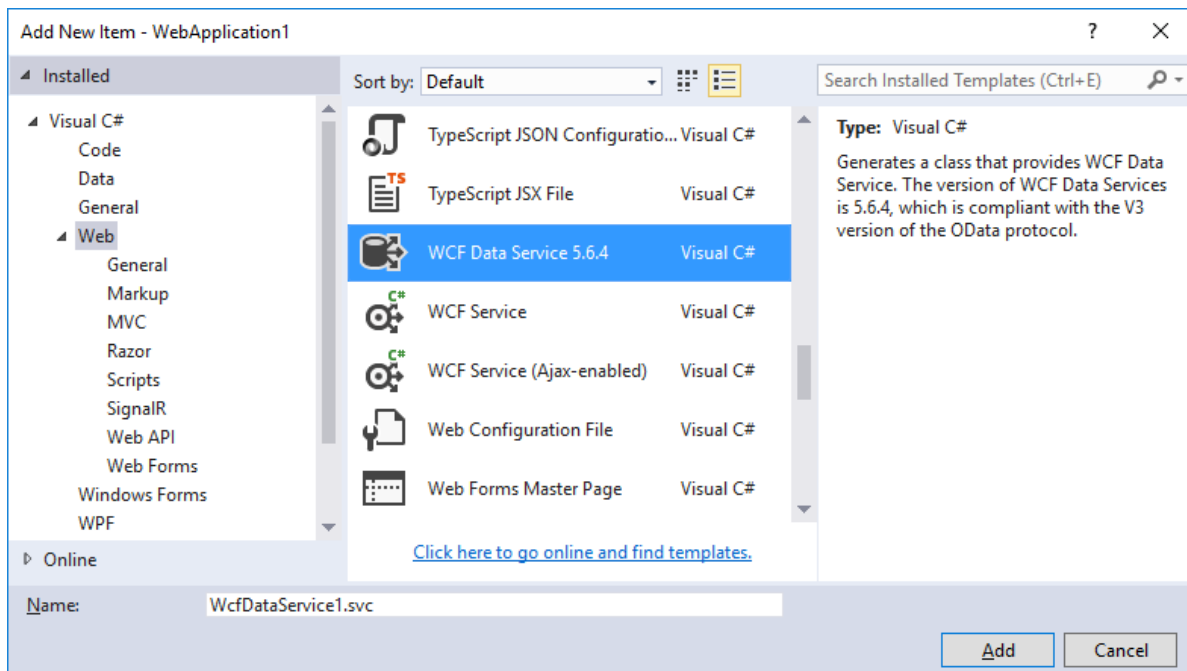 Add New Item - WebApplication1
?
Installed
Sort by: Default
Search Installed Templates (Ctrl+E)
Visual C#
Code
Data
General
Web
General
Markup
MVC
Razor
Scripts
SignalR
Web API
Web Forms
Windows Forms
WPF
Online
TypeScript JSON Configuratio... Visual C#
TS
TypeScript JSX File Visual C#
WCF Data Service 5.6.4 Visual C#
C#
WCF Service Visual C#
C#
WCF Service (Ajax-enabled) Visual C#
Web Configuration File Visual C#
Web Forms Master Page Visual C#
Click here to go online and find templates.
Type: Visual C#
Generates a class that provides WCF Data
Service. The version of WCF Data Services
is 5.6.4, which is compliant with the V3
version of the OData protocol.
Name: WcfDataService1.svc
Add Cancel